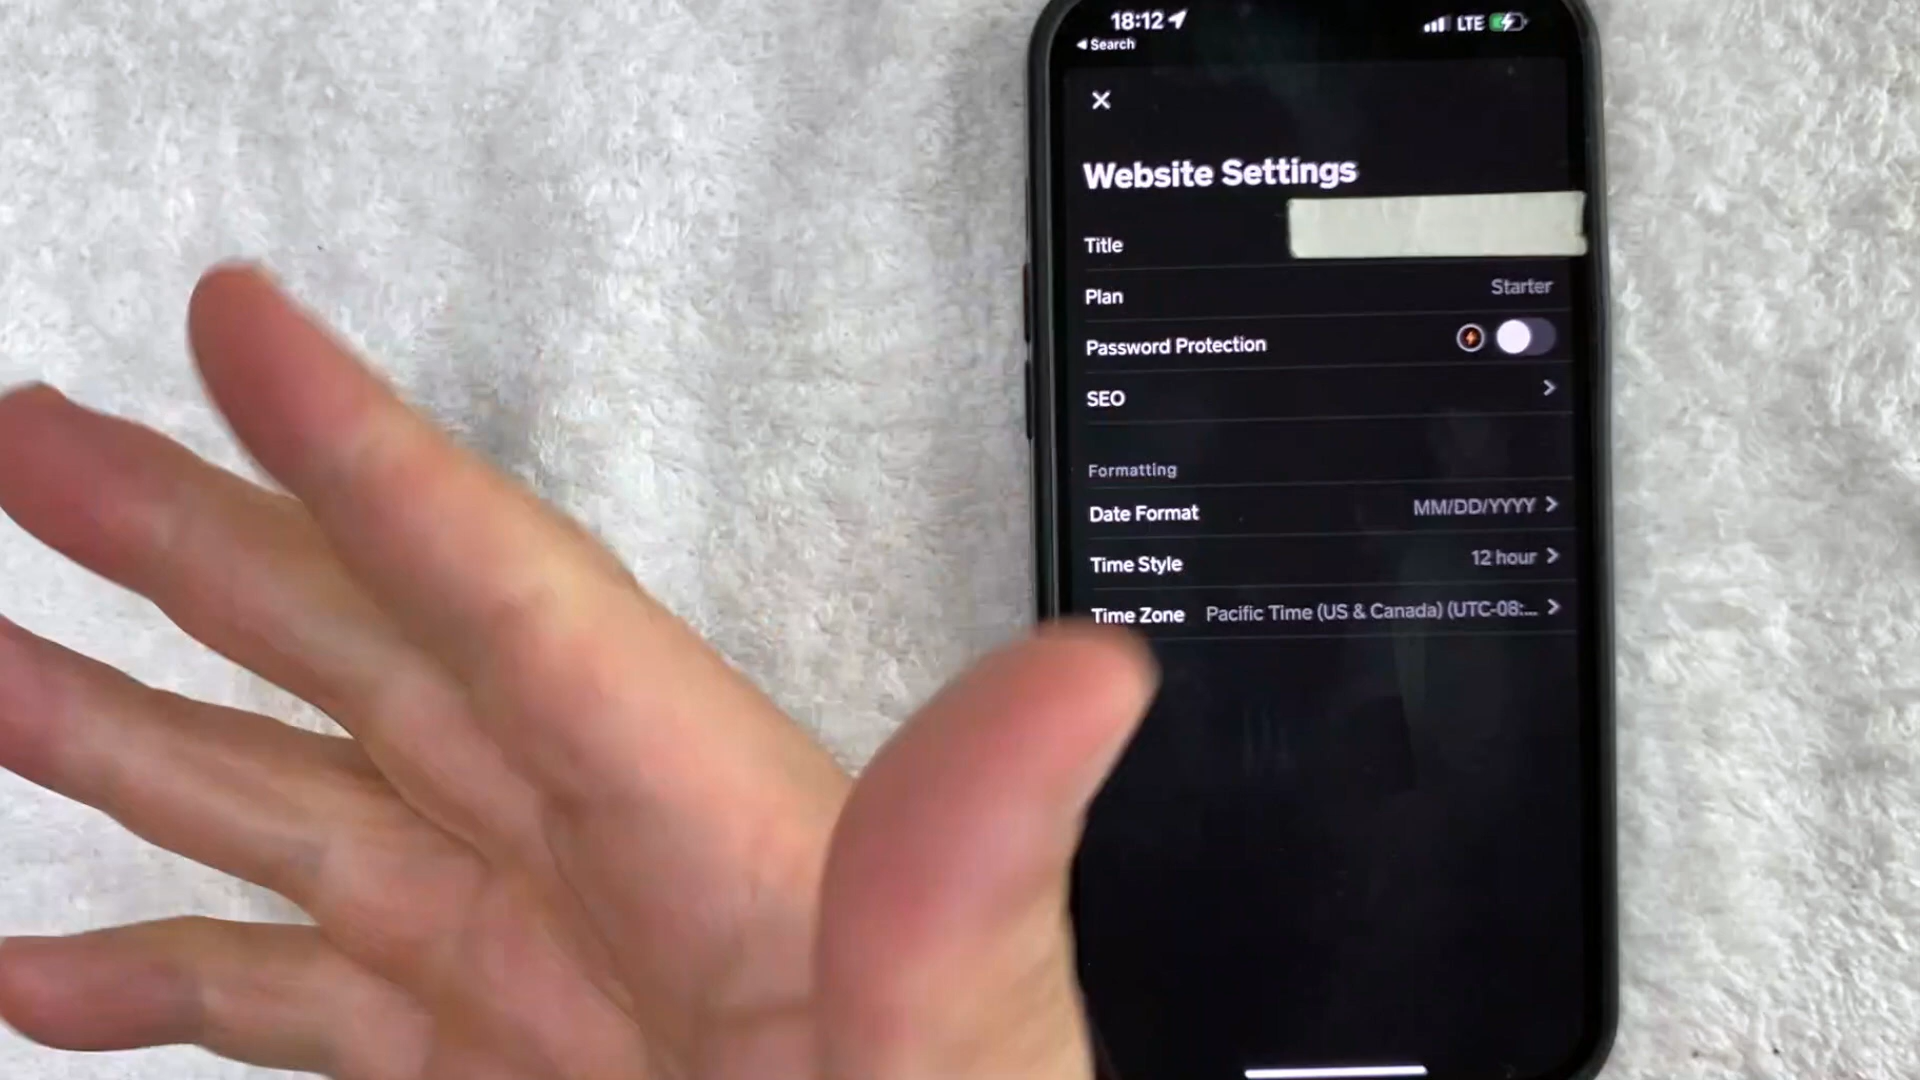 18:12 LTE
Search
Website Settings
Title
Plan Starter
Password Protection
SEO
Formatting
Date Format MM/DD/YYYY
Time Style 12 hour
Time Zone Pacific Time (US & Canada) (UTC-08:...